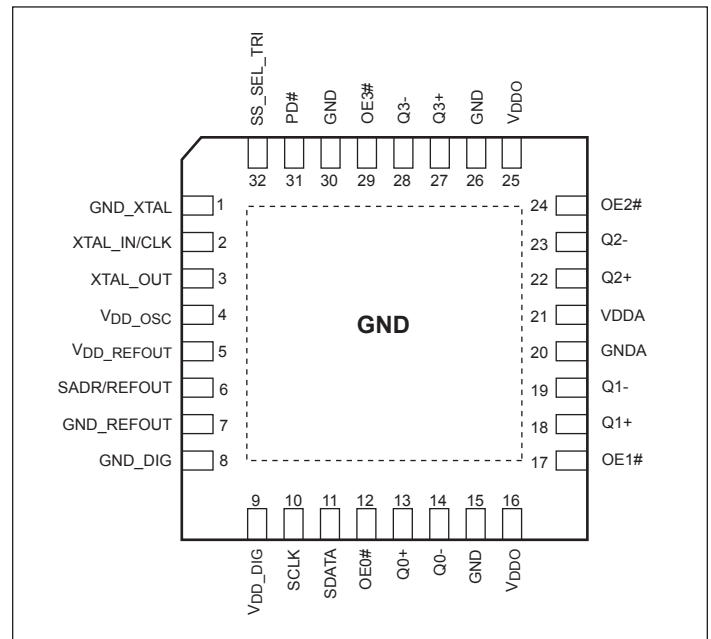 SS_SEL_TRI
PD#
GND
OE3#
Q3-
Q3+
GND
VDDO
32 31 30 29 28 27 26 25
GND_XTAL 1
XTAL_IN/CLK 2
XTAL_OUT 3
VDD_OSC 4
VDD_REFOUT 5
SADR/REFOUT 6
GND_REFOUT 7
GND_DIG 8
GND
24 OE2#
23 Q2-
22 Q2+
21 VDDA
20 GNDA
19 Q1-
18 Q1+
17 OE1#
9 10 11 12 13 14 15 16
VDD_DIG
SCLK
SDATA
OE0#
Q0+
Q0-
GND
VDDO